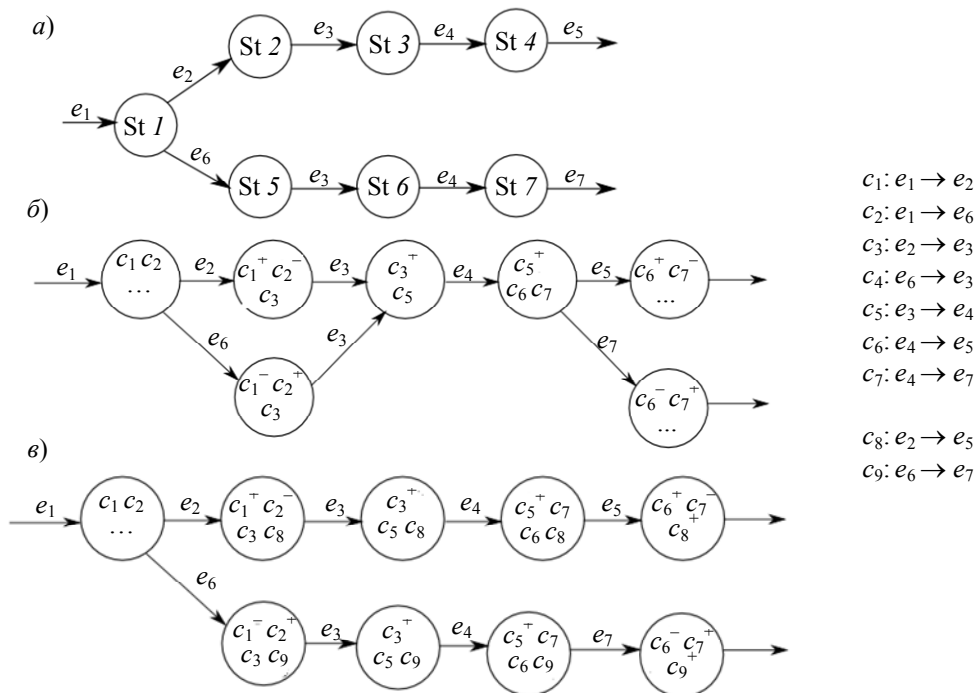 а)
e₁
St 1
e₂
St 2
e₃
St 3
e₄
St 4
e₅
e₆
St 5
e₃
St 6
e₄
St 7
e₇
б)
e₁
c₁ c₂
...
e₂
c₁⁺ c₂⁻
c₃
e₃
c₃⁺
c₅
e₄
c₅⁺
c₆ c₇
e₅
c₆⁺ c₇⁻
...
e₆
c₁⁻ c₂⁺
c₃
e₃
e₇
c₆⁻ c₇⁺
...
в)
e₁
c₁ c₂
...
e₂
c₁⁺ c₂⁻
c₃ c₈
e₃
c₃⁺
c₅ c₈
e₄
c₅⁺ c₇
c₆ c₈
e₅
c₆⁺ c₇⁻
c₈⁺
e₆
c₁⁻ c₂⁺
c₃ c₉
e₃
c₃⁺
c₅ c₉
e₄
c₅⁺ c₇
c₆ c₉
e₇
c₆⁻ c₇⁺
c₉⁺
c₁: e₁ → e₂
c₂: e₁ → e₆
c₃: e₂ → e₃
c₄: e₆ → e₃
c₅: e₃ → e₄
c₆: e₄ → e₅
c₇: e₄ → e₇
c₈: e₂ → e₅
c₉: e₆ → e₇